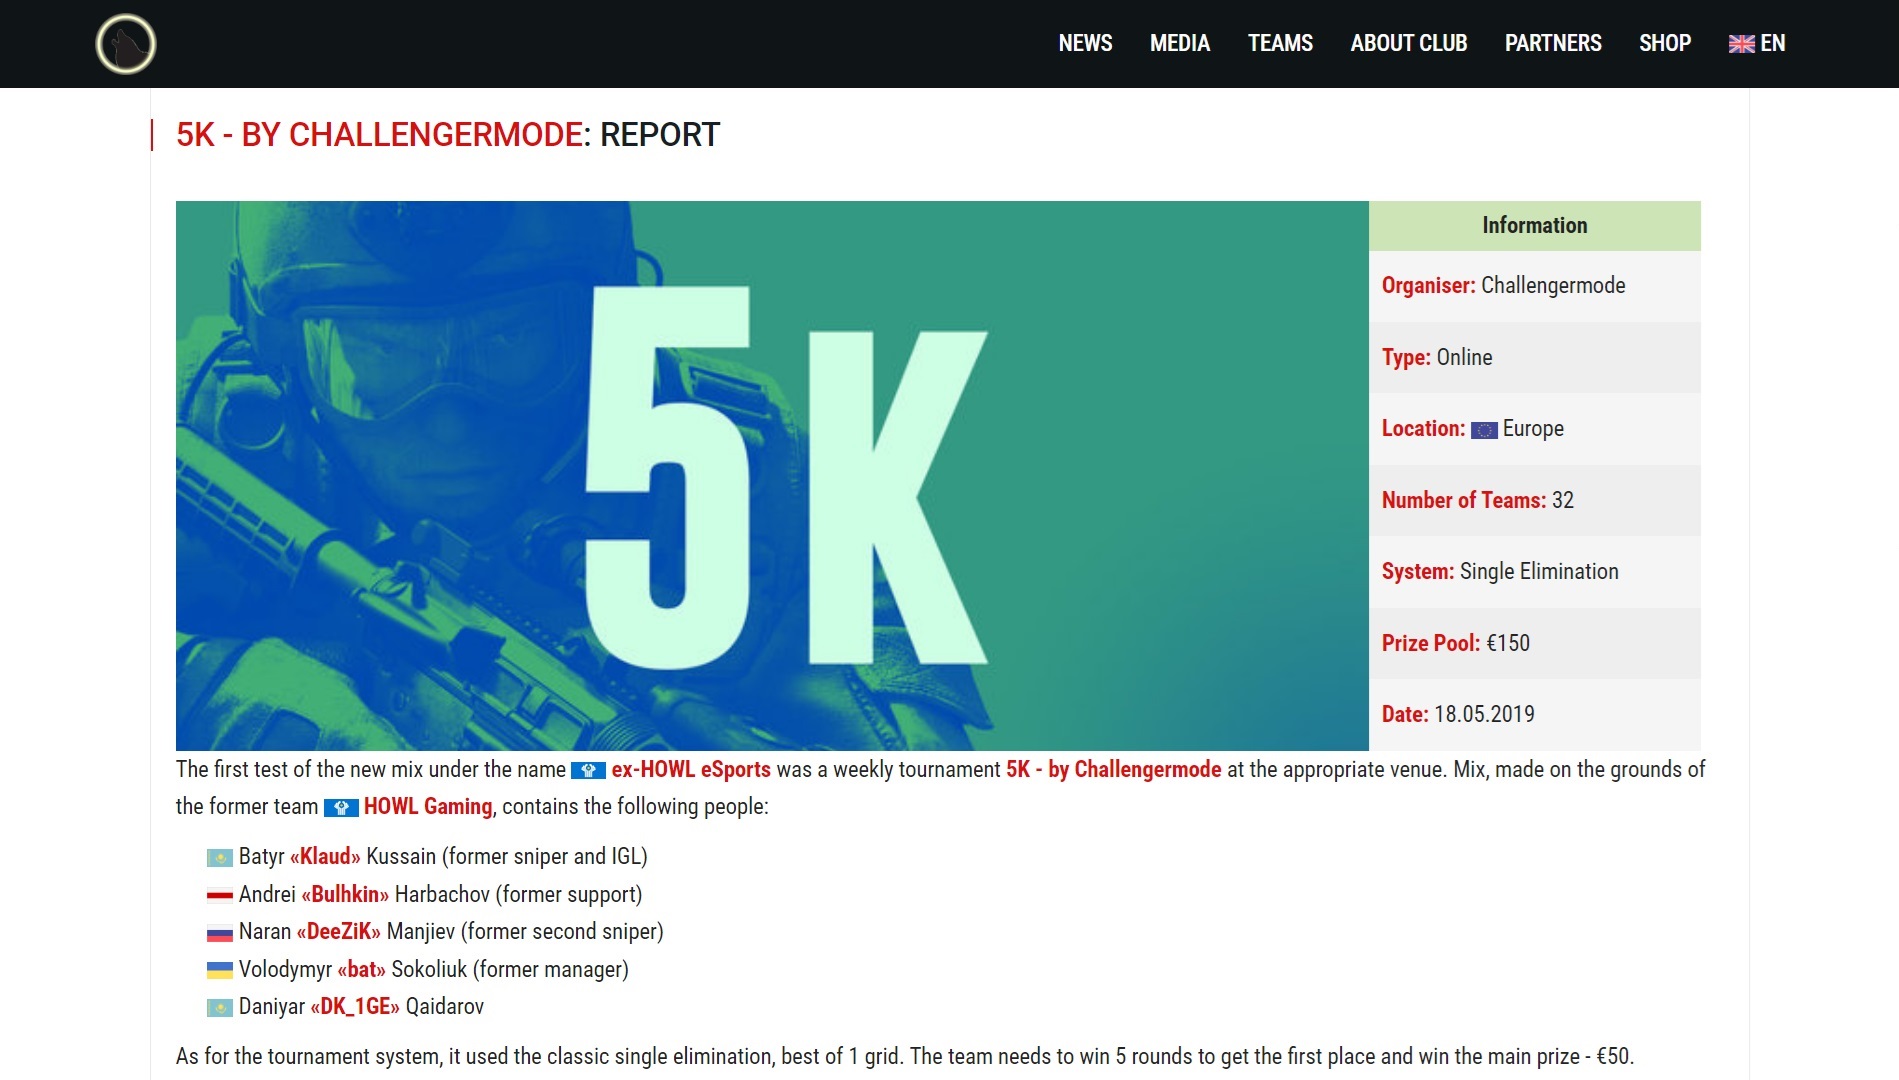 NEWS MEDIA TEAMS ABOUT CLUB PARTNERS SHOP EN
5K - BY CHALLENGERMODE: REPORT
5K
Information
Organiser: Challengermode
Type: Online
Location: Europe
Number of Teams: 32
System: Single Elimination
Prize Pool: €150
Date: 18.05.2019
The first test of the new mix under the name ex-HOWL eSports was a weekly tournament 5K - by Challengermode at the appropriate venue. Mix, made on the grounds of
the former team HOWL Gaming, contains the following people:
Batyr «Klaud» Kussain (former sniper and IGL)
Andrei «Bulhkin» Harbachov (former support)
Naran «DeeZiK» Manjiev (former second sniper)
Volodymyr «bat» Sokoliuk (former manager)
Daniyar «DK_1GE» Qaidarov
As for the tournament system, it used the classic single elimination, best of 1 grid. The team needs to win 5 rounds to get the first place and win the main prize - €50.